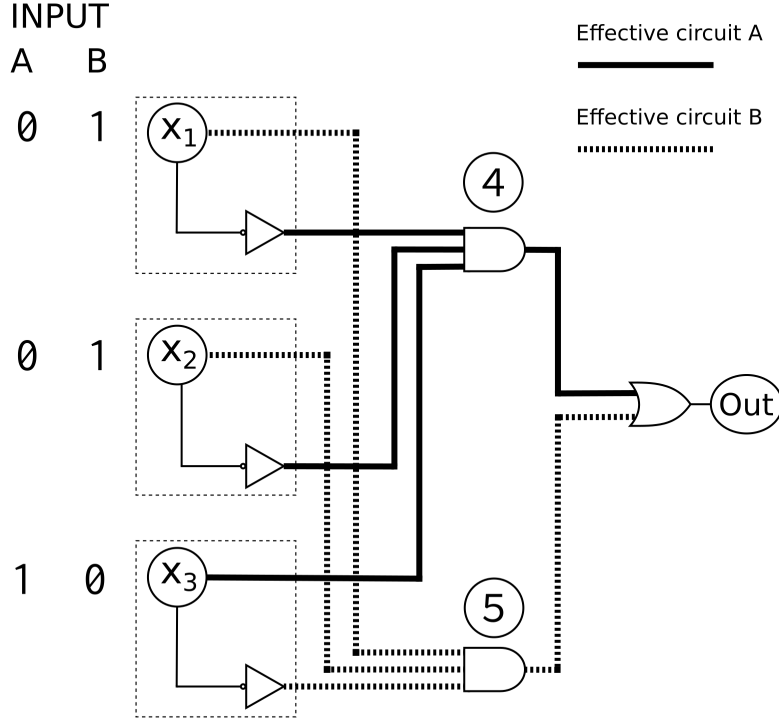 INPUT
A B
Effective circuit A
Effective circuit B
0 1
x1
4
0 1
x2
Out
1 0
x3
5